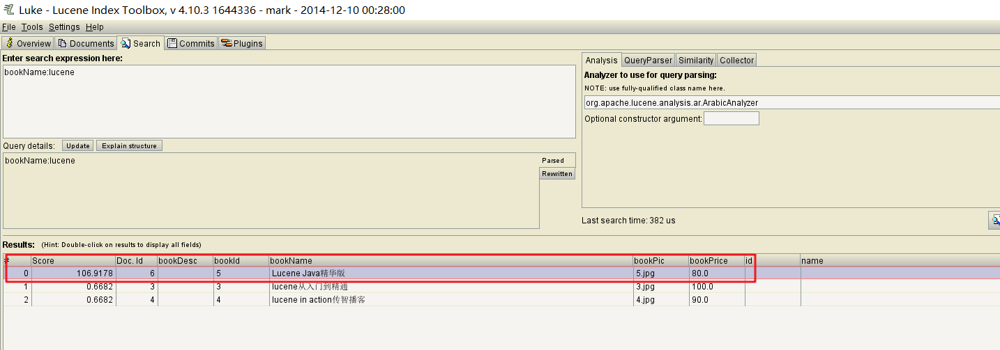 Luke - Lucene Index Toolbox, v 4.10.3 1644336 - mark - 2014-12-10 00:28:00
File Tools Settings Help
Overview Documents Search Commits Plugins
Enter search expression here:
bookName:lucene
Analysis QueryParser Similarity Collector
Analyzer to use for query parsing:
NOTE: use fully-qualified class name here.
org.apache.lucene.analysis.ar.ArabicAnalyzer
Optional constructor argument:
Query details: Update Explain structure
bookName:lucene
Parsed
Rewritten
Last search time: 382 us
Results: (Hint: Double-click on results to display all fields)
# Score Doc. Id bookDesc bookId bookName bookPic bookPrice id name
0 106.9178 6 5 Lucene Java精华版 5.jpg 80.0
1 0.6682 3 3 lucene从入门到精通 3.jpg 100.0
2 0.6682 4 4 lucene in action传智播客 4.jpg 90.0